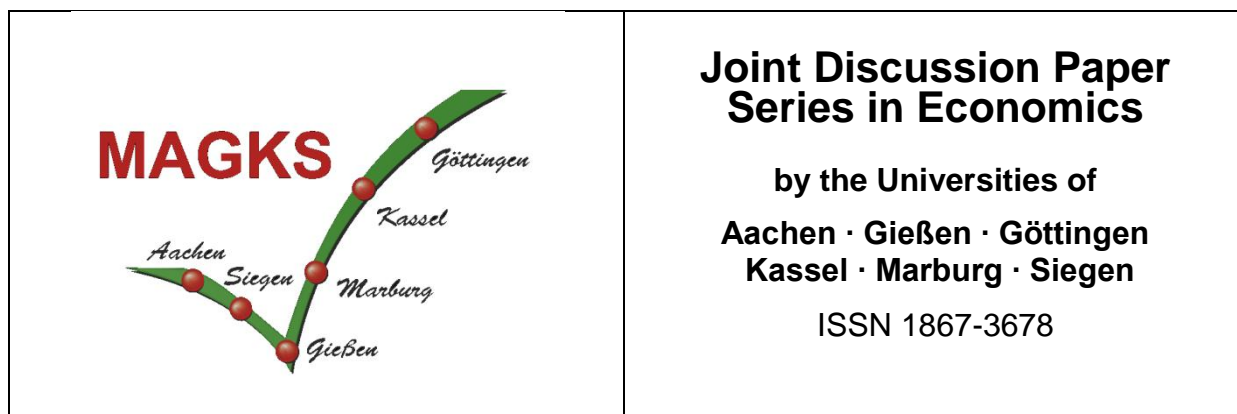 MAGKS
Göttingen
Kassel
Aachen
Siegen
Marburg
Gießen
Joint Discussion Paper
Series in Economics
by the Universities of
Aachen · Gießen · Göttingen
Kassel · Marburg · Siegen
ISSN 1867-3678